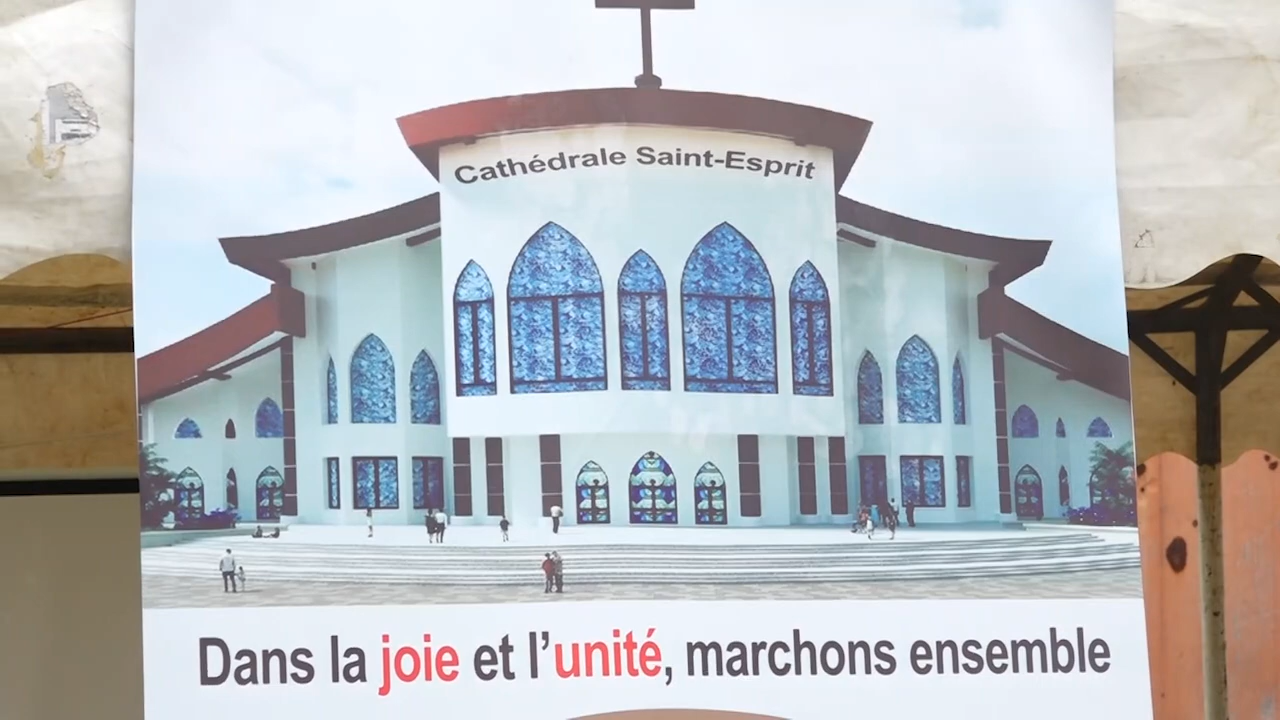 Cathédrale Saint-Esprit
Dans la joie et l’unité, marchons ensemble